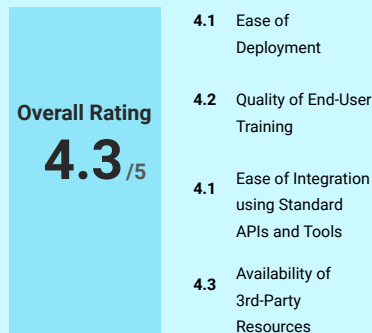 Overall Rating
4.3/5
4.1 Ease of
Deployment
4.2 Quality of End-User
Training
4.1 Ease of Integration
using Standard
APIs and Tools
4.3 Availability of
3rd-Party
Resources